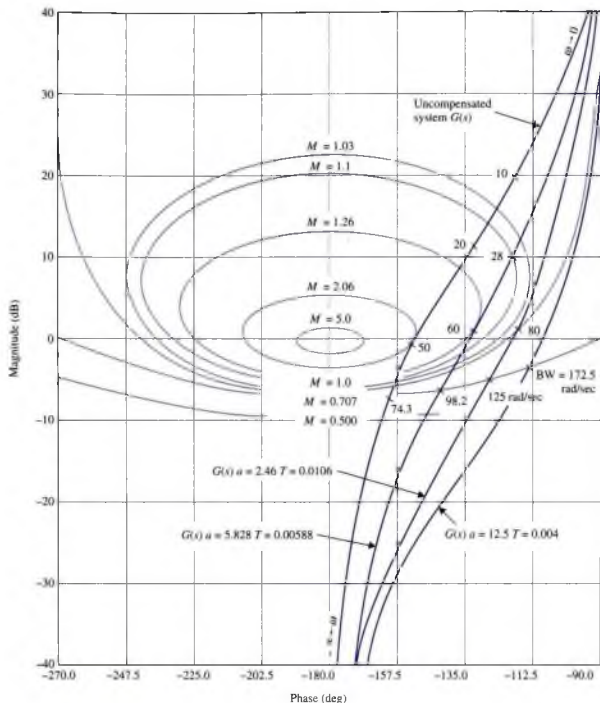 40
30
20
10
0
−10
−20
−30
−40
Magnitude (dB)
ω→0
Uncompensated
system G(s)
10
M = 1.03
M = 1.1
20
28
M = 1.26
M = 2.06
M = 5.0
60
80
50
BW = 172.5
rad/sec
M = 1.0
M = 0.707
M = 0.500
74.3
98.2
125 rad/sec
G(s) a = 2.46 T = 0.0106
G(s) a = 5.828 T = 0.00588
G(s) a = 12.5 T = 0.004
−270.0 −247.5 −225.0 −202.5 −180.0 −157.5 −135.0 −112.5 −90.0
Phase (deg)